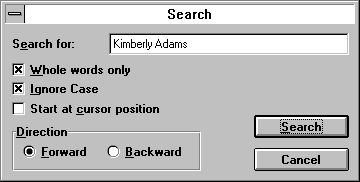 Search
Search for: Kimberly Adams
Whole words only
Ignore Case
Start at cursor position
Direction
Forward Backward
Search
Cancel